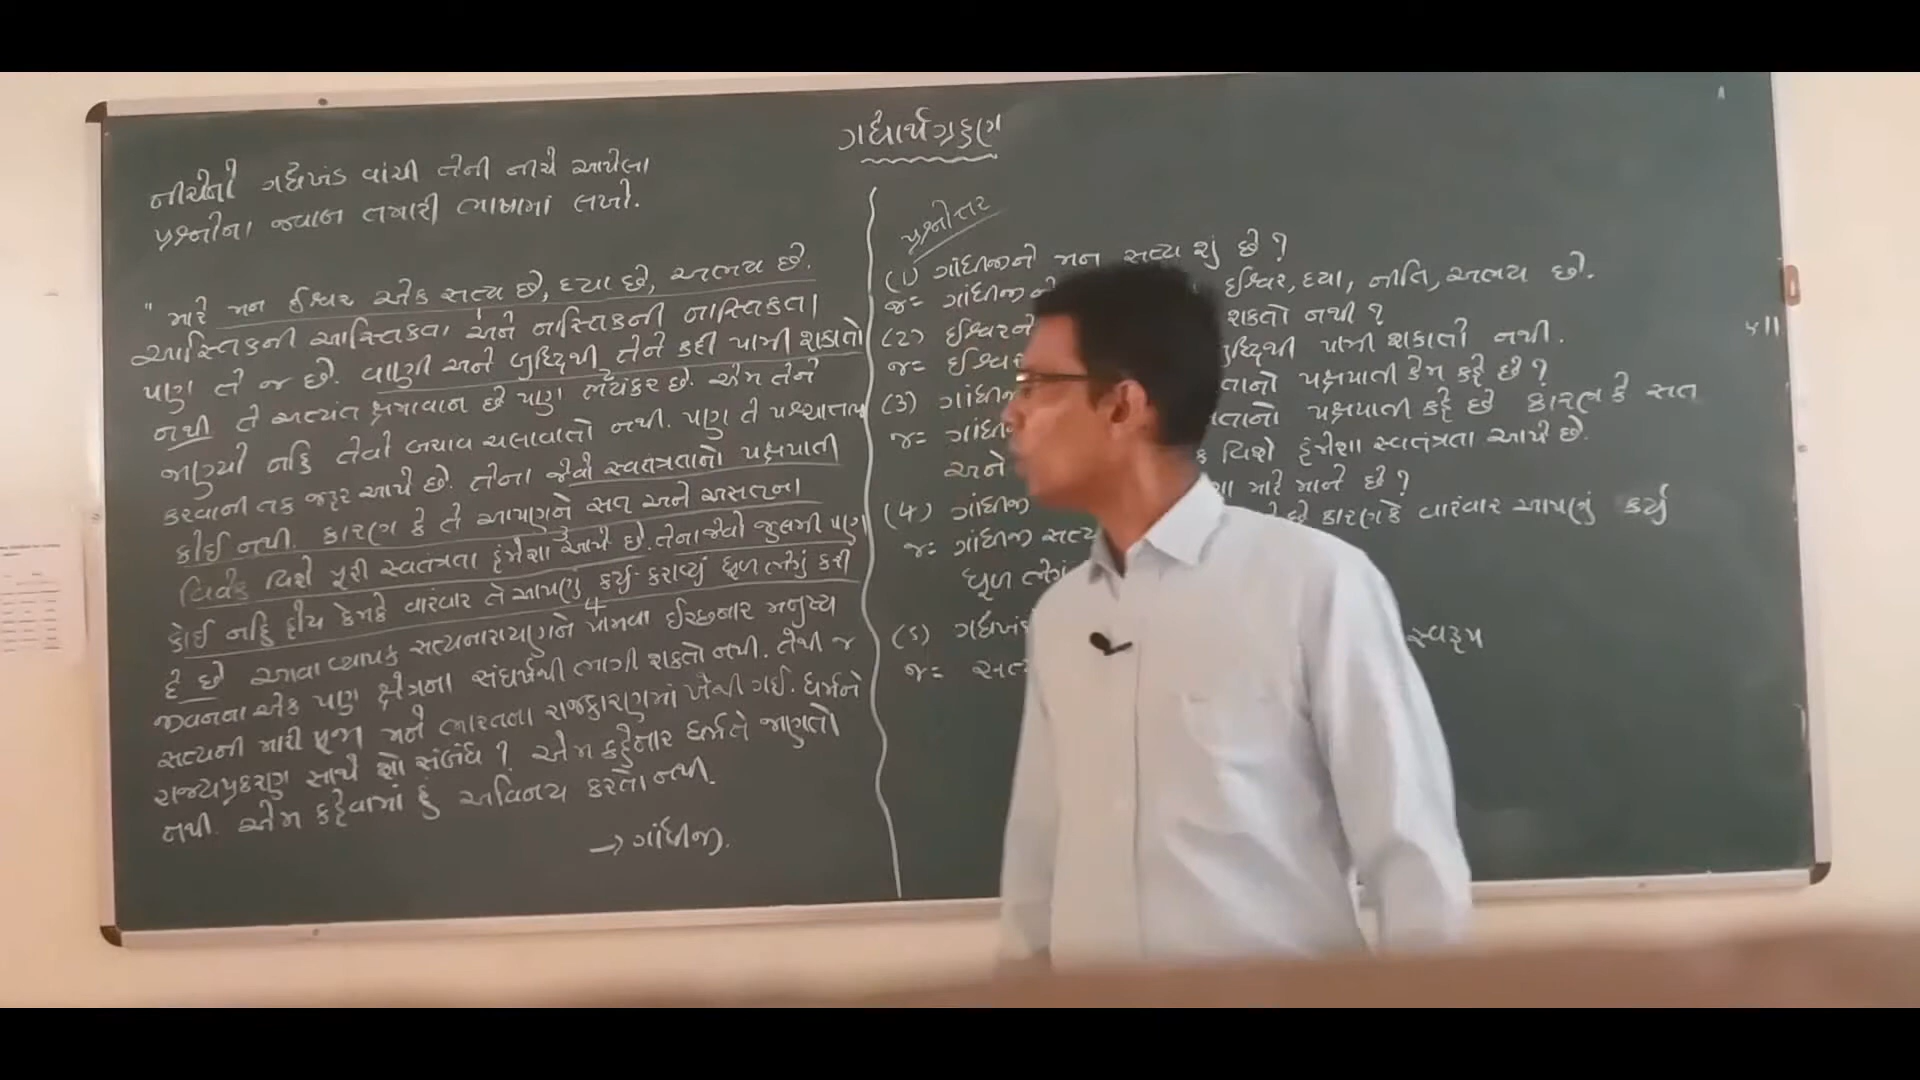 ગદ્યાર્થગ્રહણ
નીચેનો ગદ્યખંડ વાંચી તેની નીચે આપેલા
પ્રશ્નોના જવાબ તમારી ભાષામાં લખો.
" મારે મન ઈશ્વર એક સત્ય છે, દયા છે, અભય છે.
આસ્તિકની આસ્તિકતા અને નાસ્તિકની નાસ્તિકતા
પણ તે જ છે. વાણી અને બુદ્ધિથી તેને કદી પામી શકાતો
નથી તે અત્યંત ક્ષમાવાન છે પણ ભયંકર છે. એમ તેને
જાણ્યો નહિ તેવો બચાવ ચલાવાતો નથી. પણ તે પશ્ચાતાપ
કરવાની તક જરૂર આપે છે. તેના જેવો સ્વતંત્રતાનો પક્ષપાતી
કોઈ નથી. કારણ કે તે આપણને સત અને અસતના
વિવેક વિશે પૂરી સ્વતંત્રતા હંમેશા આપે છે. તેના જેવો જુલમી પણ
કોઈ નહિ હોય કેમકે વારંવાર તે આપણું કર્યુ-કરાવ્યું ધૂળ ભેગું કરી
દે છે આવા વ્યાપક સત્યનારાયણને પામવા ઈચ્છનાર મનુષ્ય
જીવનના એક પણ ક્ષેત્રના સંઘર્ષથી ભાગી શકતો નથી. તેથી જ
સત્યની મારી પૂજા મને ભારતના રાજકારણમાં ખેંચી ગઈ. ધર્મને
રાજ્યપ્રકરણ સાથે શો સંબંધ ? એમ કહેનાર ધર્મને જાણતો
નથી. એમ કહેવામાં હું અવિનય કરતો નથી.
→ ગાંધીજી.
પ્રશ્નોત્તર
(1) ગાંધીજીને મન સત્ય શું છે ?
જ= ગાંધીજીને ઈશ્વર, દયા, નીતિ, અભય છે.
(2) ઈશ્વરને શકતો નથી ?
જ= ઈશ્વર બુદ્ધિથી પામી શકાતો નથી.
(3) ગાંધીજી પક્ષપાતી કેમ કહે છે ?
જ= ગાંધીજી પક્ષપાતી કહે છે કારણ કે સત
અને વિશે હંમેશા સ્વતંત્રતા આપે છે.
(4) ગાંધીજી માટે માને છે ?
જ= ગાંધીજી સત્ય છે કારણકે વારંવાર આપણું કર્યુ
ધૂળ ભેગું
(5) ગદ્યખંડ
જ= સત્ય સ્વરૂપ